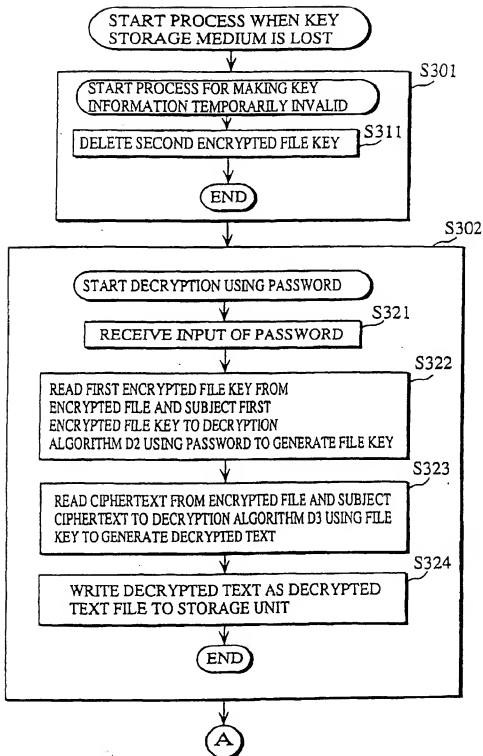 START PROCESS WHEN KEY
STORAGE MEDIUM IS LOST
S301
START PROCESS FOR MAKING KEY
INFORMATION TEMPORARILY INVALID
S311
DELETE SECOND ENCRYPTED FILE KEY
END
S302
START DECRYPTION USING PASSWORD
S321
RECEIVE INPUT OF PASSWORD
S322
READ FIRST ENCRYPTED FILE KEY FROM
ENCRYPTED FILE AND SUBJECT FIRST
ENCRYPTED FILE KEY TO DECRYPTION
ALGORITHM D2 USING PASSWORD TO GENERATE FILE KEY
S323
READ CIPHERTEXT FROM ENCRYPTED FILE AND SUBJECT
CIPHERTEXT TO DECRYPTION ALGORITHM D3 USING FILE
KEY TO GENERATE DECRYPTED TEXT
S324
WRITE DECRYPTED TEXT AS DECRYPTED
TEXT FILE TO STORAGE UNIT
END
A